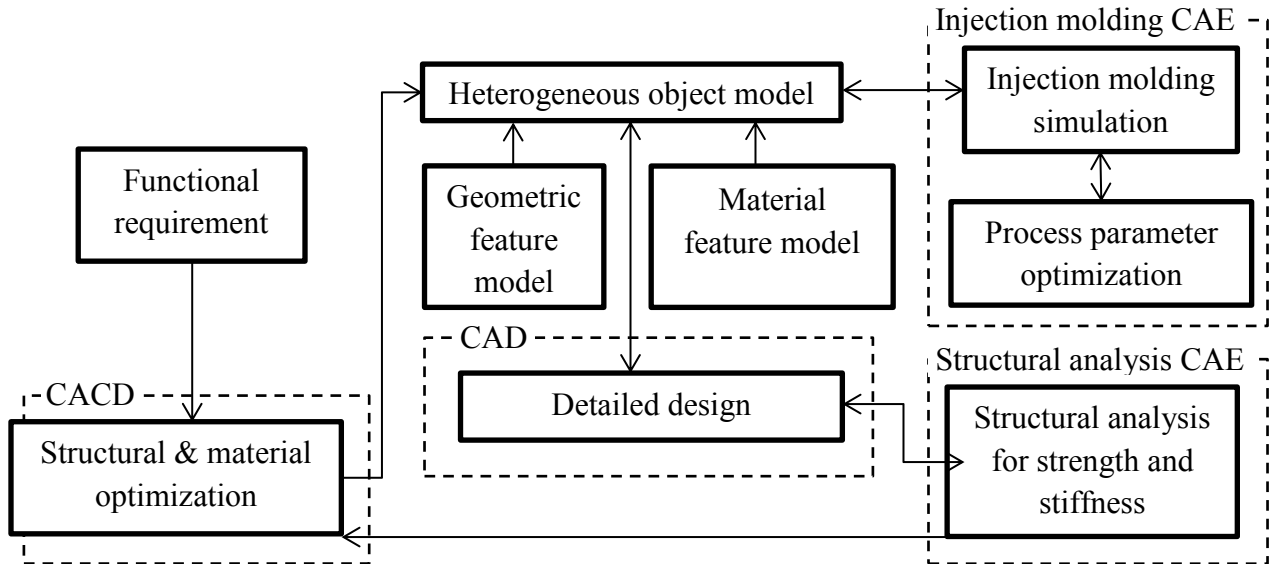 Injection molding CAE
Heterogeneous object model
Injection molding
simulation
Functional
requirement
Geometric
feature
model
Material
feature model
Process parameter
optimization
CAD
Detailed design
Structural analysis CAE
Structural analysis
for strength and
stiffness
CACD
Structural & material
optimization